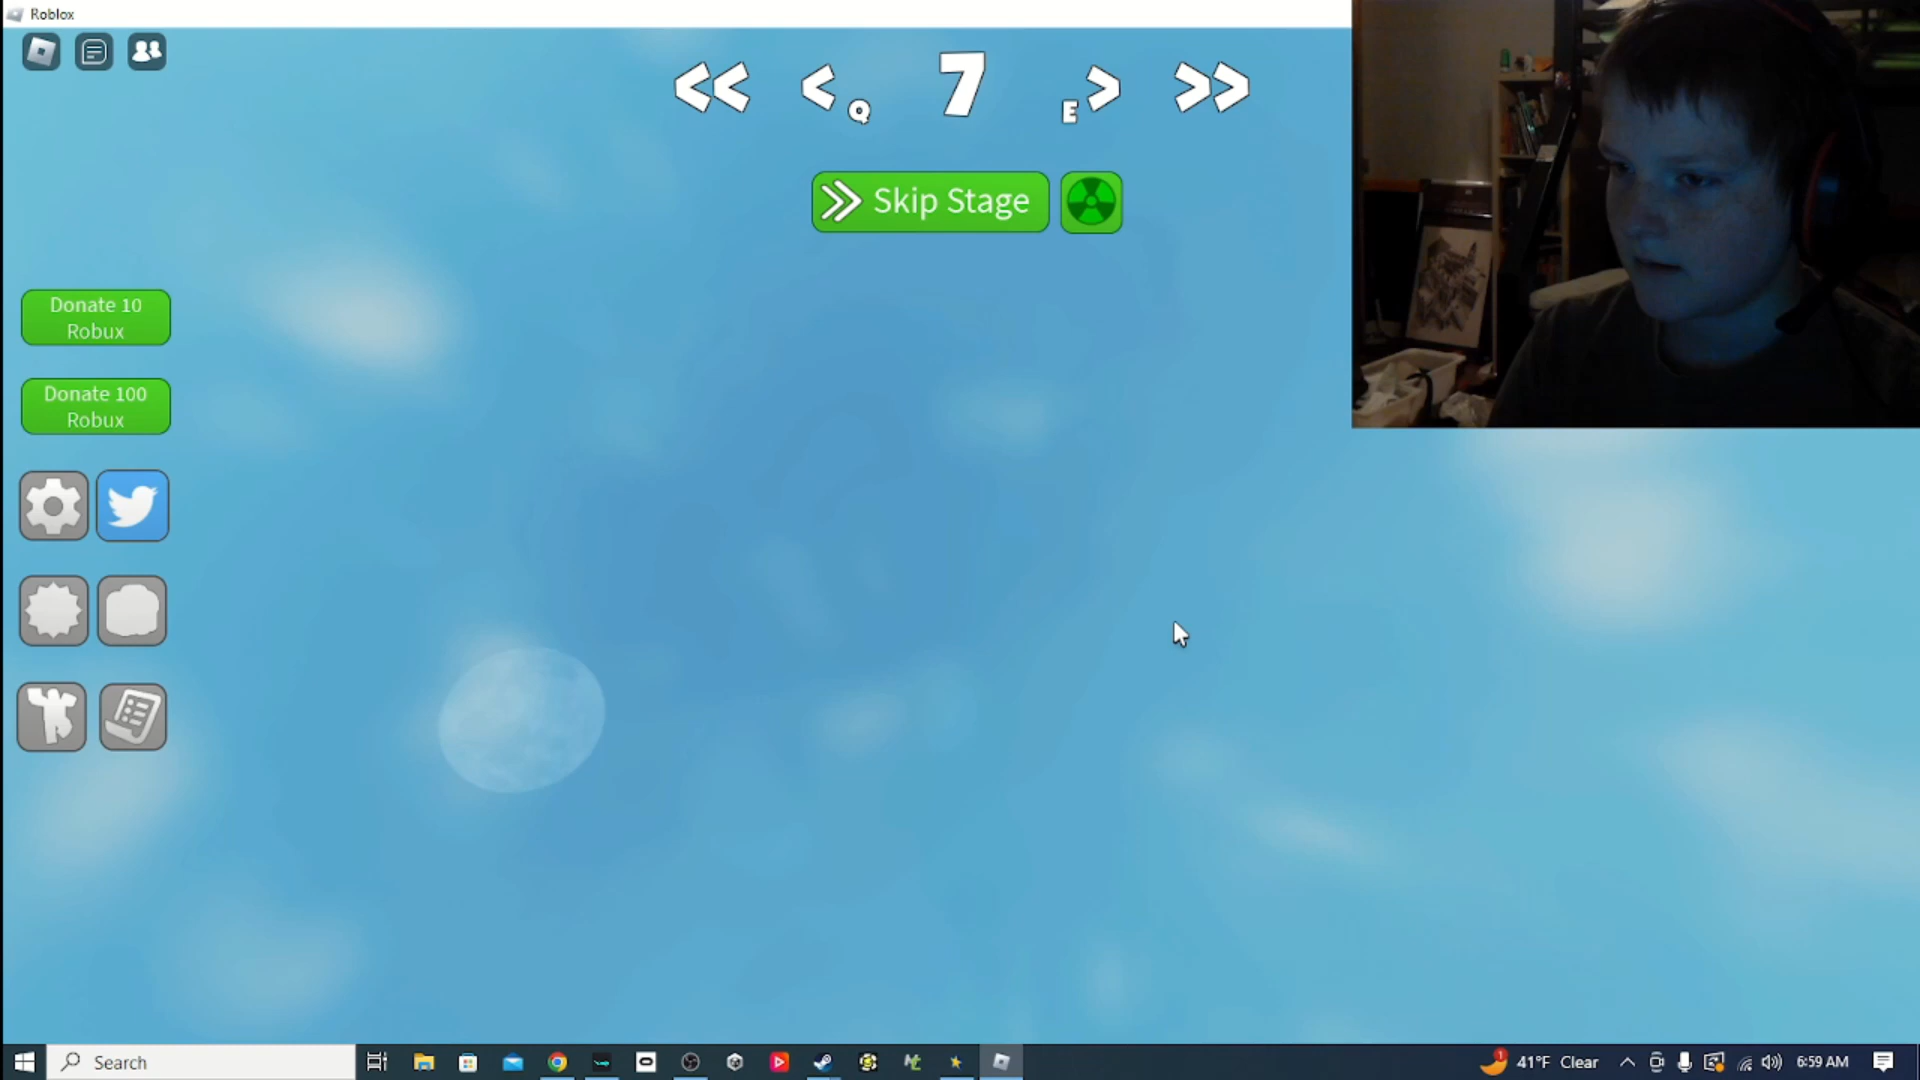 Roblox
<< < Q 7 E > >>
Skip Stage
Donate 10
Robux
Donate 100
Robux
Search
41°F Clear
6:59 AM